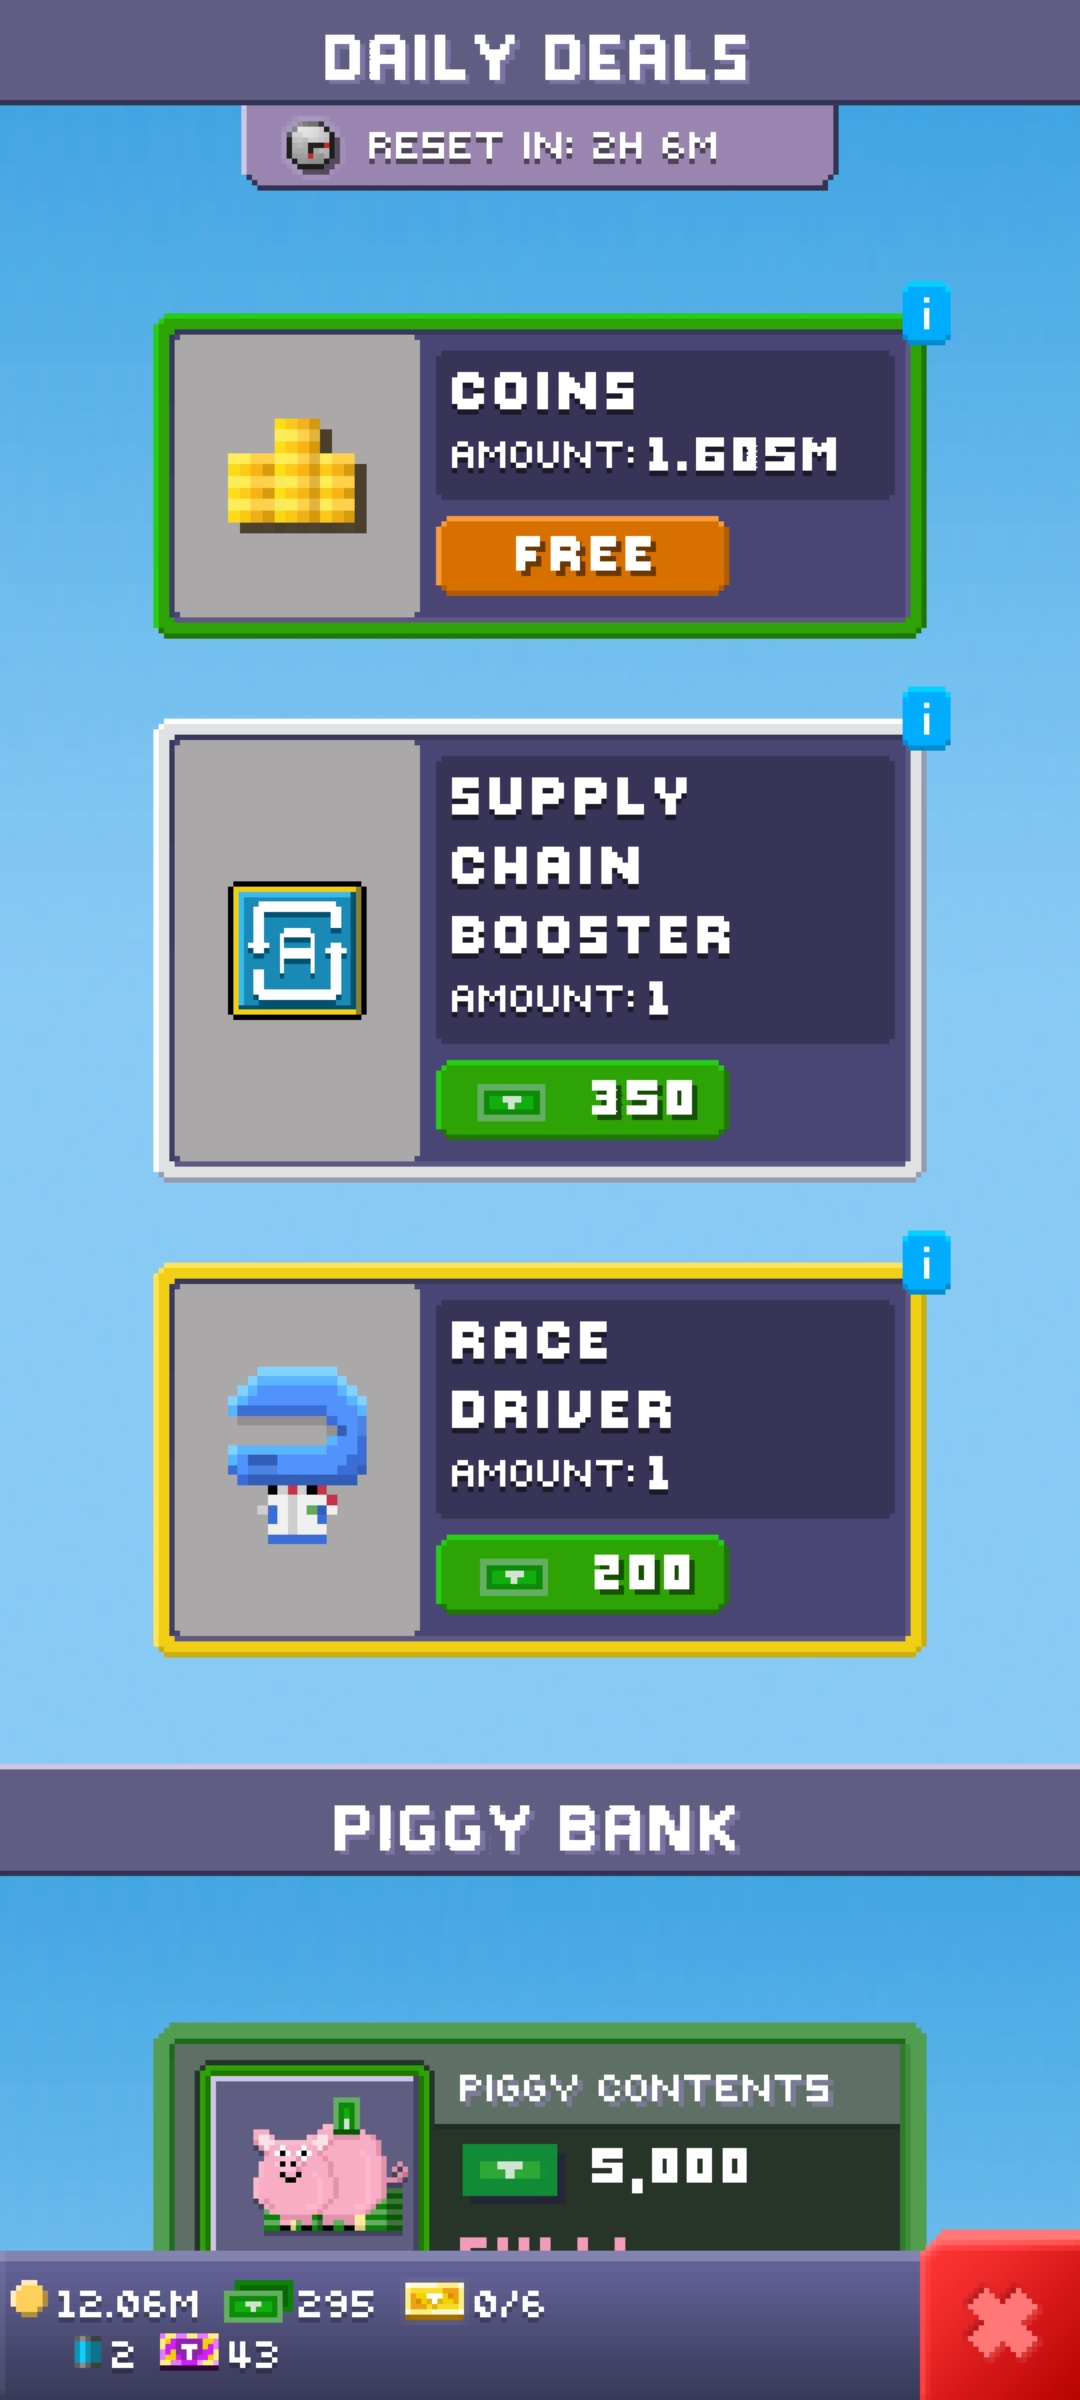 DAILY DEALS
RESET IN: 2H 6M
i
COINS
AMOUNT: 1.605M
FREE
i
SUPPLY
CHAIN
BOOSTER
AMOUNT: 1
350
i
RACE
DRIVER
AMOUNT: 1
200
PIGGY BANK
PIGGY CONTENTS
5,000
12.06M 295 0/6
2 43